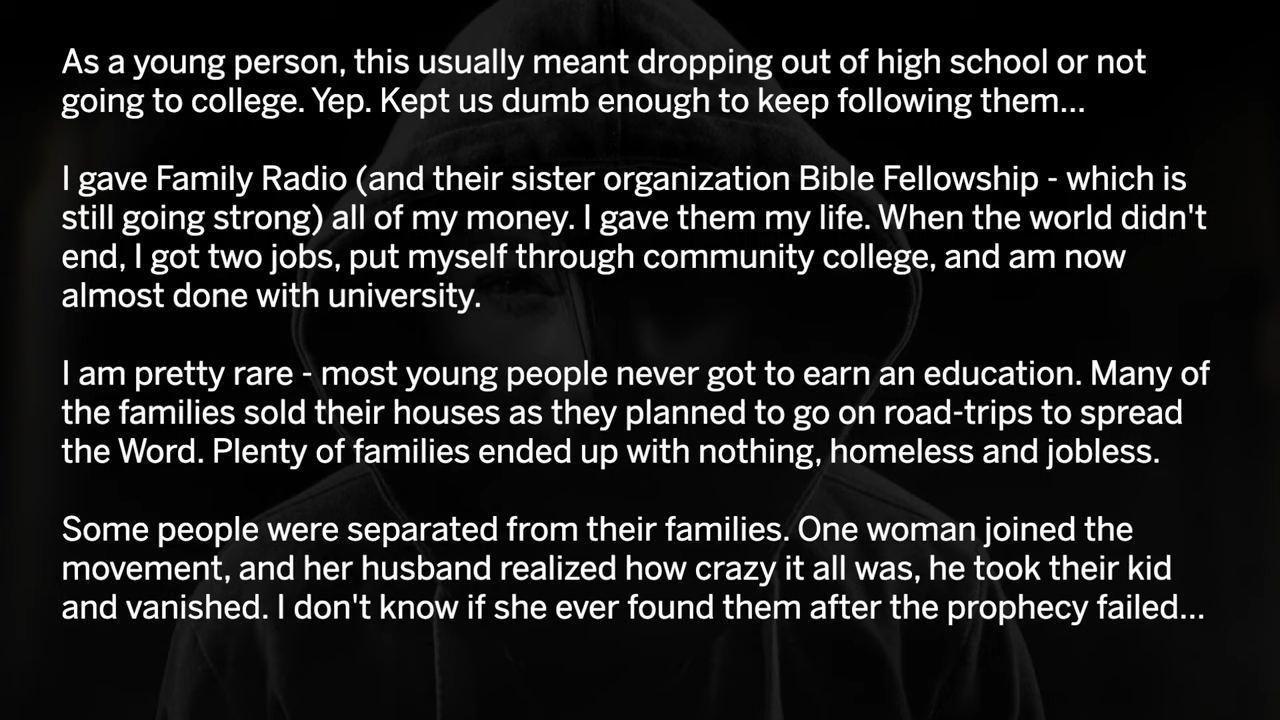 As a young person, this usually meant dropping out of high school or not
going to college. Yep. Kept us dumb enough to keep following them...
I gave Family Radio (and their sister organization Bible Fellowship - which is
still going strong) all of my money. I gave them my life. When the world didn't
end, I got two jobs, put myself through community college, and am now
almost done with university.
I am pretty rare - most young people never got to earn an education. Many of
the families sold their houses as they planned to go on road-trips to spread
the Word. Plenty of families ended up with nothing, homeless and jobless.
Some people were separated from their families. One woman joined the
movement, and her husband realized how crazy it all was, he took their kid
and vanished. I don't know if she ever found them after the prophecy failed...